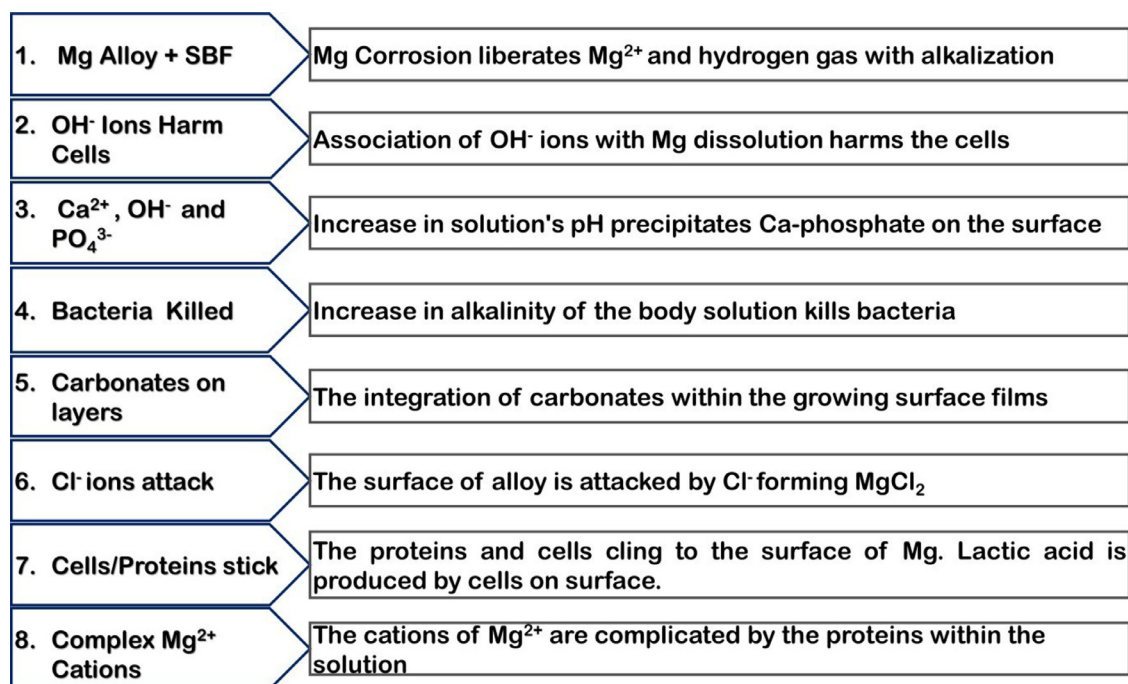 1. Mg Alloy + SBF
Mg Corrosion liberates Mg²⁺ and hydrogen gas with alkalization
2. OH⁻ Ions Harm
Cells
Association of OH⁻ ions with Mg dissolution harms the cells
3. Ca²⁺ , OH⁻ and
PO₄³⁻
Increase in solution's pH precipitates Ca-phosphate on the surface
4. Bacteria Killed
Increase in alkalinity of the body solution kills bacteria
5. Carbonates on
layers
The integration of carbonates within the growing surface films
6. Cl⁻ ions attack
The surface of alloy is attacked by Cl⁻ forming MgCl₂
7. Cells/Proteins stick
The proteins and cells cling to the surface of Mg. Lactic acid is
produced by cells on surface.
8. Complex Mg²⁺
Cations
The cations of Mg²⁺ are complicated by the proteins within the
solution